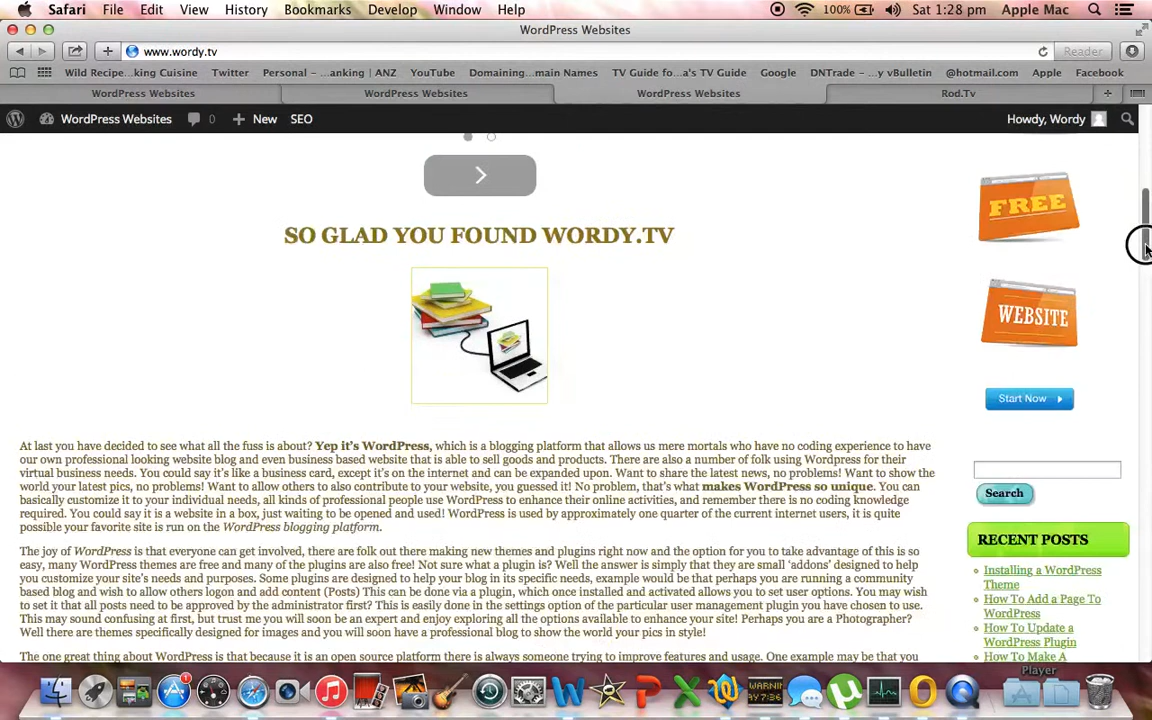 Safari File Edit View History Bookmarks Develop Window Help 100% Sat 1:28 pm Apple Mac
WordPress Websites
www.wordy.tv Reader
Wild Recipe...king Cuisine Twitter Personal - ...anking | ANZ YouTube Domaining...main Names TV Guide fo...a's TV Guide Google DNTrade - ...y vBulletin @hotmail.com Apple Facebook
WordPress Websites WordPress Websites WordPress Websites Rod.Tv
WordPress Websites 0 New SEO Howdy, Wordy
FREE
SO GLAD YOU FOUND WORDY.TV
WEBSITE
Start Now
At last you have decided to see what all the fuss is about? Yep it's WordPress, which is a blogging platform that allows us mere mortals who have no coding experience to have
our own professional looking website blog and even business based website that is able to sell goods and products. There are also a number of folk using Wordpress for their
virtual business needs. You could say it's like a business card, except it's on the internet and can be expanded upon. Want to share the latest news, no problems! Want to show the
world your latest pics, no problems! Want to allow others to also contribute to your website, you guessed it! No problem, that's what makes WordPress so unique. You can
basically customize it to your individual needs, all kinds of professional people use WordPress to enhance their online activities, and remember there is no coding knowledge
required. You could say it is a website in a box, just waiting to be opened and used! WordPress is used by approximately one quarter of the current internet users, it is quite
possible your favorite site is run on the WordPress blogging platform.
The joy of WordPress is that everyone can get involved, there are folk out there making new themes and plugins right now and the option for you to take advantage of this is so
easy, many WordPress themes are free and many of the plugins are also free! Not sure what a plugin is? Well the answer is simply that they are small 'addons' designed to help
you customize your site's needs and purposes. Some plugins are designed to help your blog in its specific needs, example would be that perhaps you are running a community
based blog and wish to allow others logon and add content (Posts) This can be done via a plugin, which once installed and activated allows you to set user options. You may wish
to set it that all posts need to be approved by the administrator first? This is easily done in the settings option of the particular user management plugin you have chosen to use.
This may sound confusing at first, but trust me you will soon be an expert and enjoy exploring all the options available to enhance your site! Perhaps you are a Photographer?
Well there are themes specifically designed for images and you will soon have a professional blog to show the world your pics in style!
The one great thing about WordPress is that because it is an open source platform there is always someone trying to improve features and usage. One example may be that you
Search
RECENT POSTS
Installing a WordPress
Theme
How To Add a Page To
WordPress
How To Update a
WordPress Plugin
How To Make A
Player